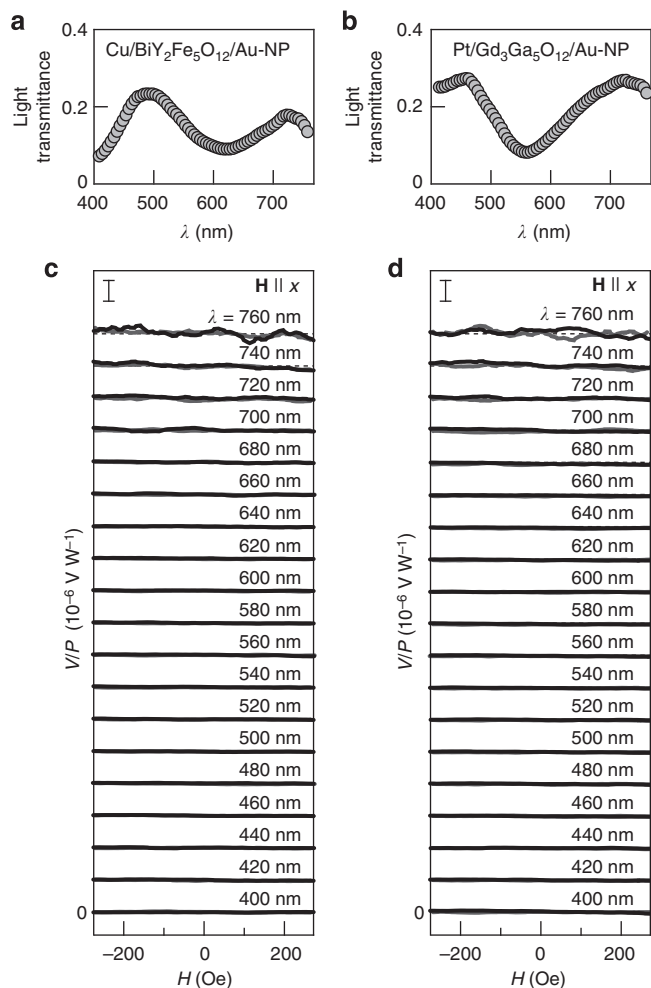 a
Cu/BiY₂Fe₅O₁₂/Au-NP
Light
transmittance
0.4
0.2
0
400 500 600 700
λ (nm)
b
Pt/Gd₃Ga₅O₁₂/Au-NP
Light
transmittance
0.4
0.2
0
400 500 600 700
λ (nm)
c
H || x
λ = 760 nm
740 nm
720 nm
700 nm
680 nm
660 nm
640 nm
620 nm
600 nm
580 nm
560 nm
540 nm
520 nm
500 nm
480 nm
460 nm
440 nm
420 nm
400 nm
V/P (10⁻⁶ V W⁻¹)
0
−200 0 200
H (Oe)
d
H || x
λ = 760 nm
740 nm
720 nm
700 nm
680 nm
660 nm
640 nm
620 nm
600 nm
580 nm
560 nm
540 nm
520 nm
500 nm
480 nm
460 nm
440 nm
420 nm
400 nm
V/P (10⁻⁶ V W⁻¹)
0
−200 0 200
H (Oe)